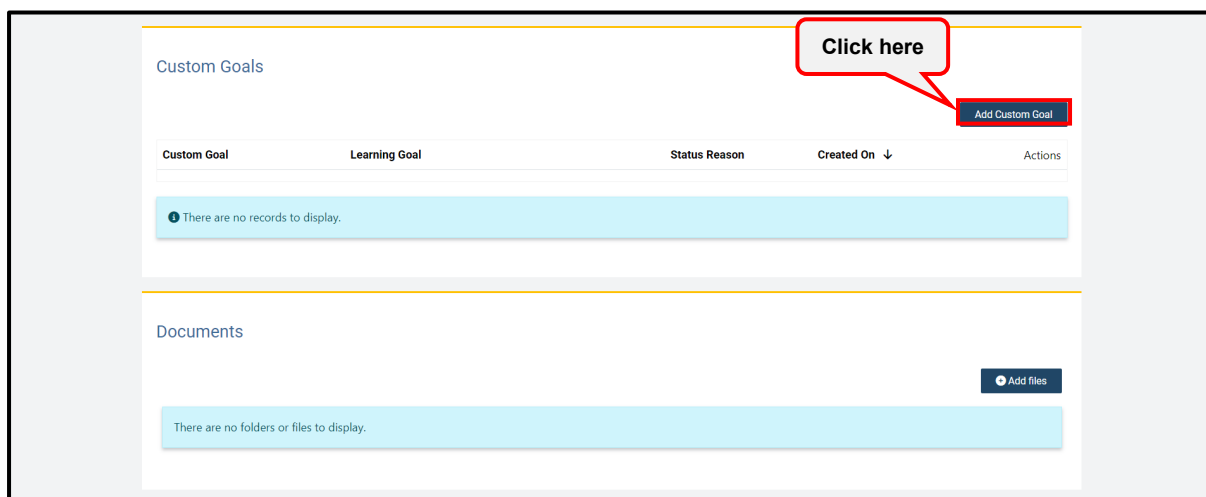 Click here
Custom Goals
Add Custom Goal
Custom Goal Learning Goal Status Reason Created On Actions
There are no records to display.
Documents
Add files
There are no folders or files to display.